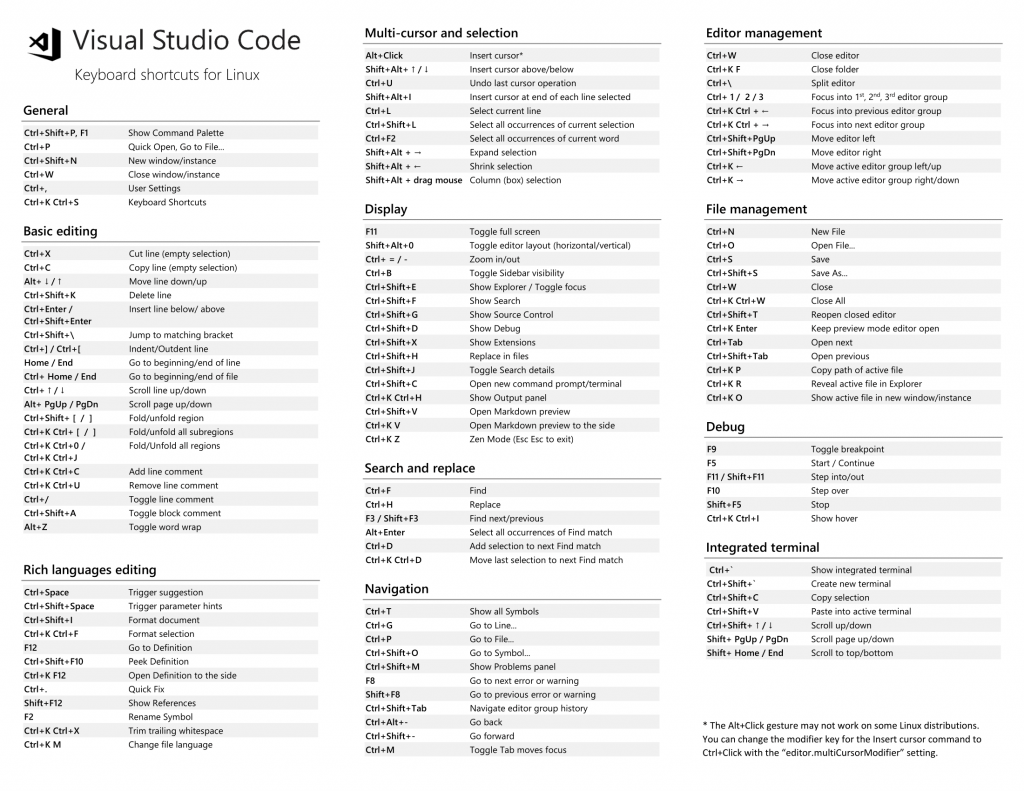 Visual Studio Code
Keyboard shortcuts for Linux
General
Ctrl+Shift+P, F1 Show Command Palette
Ctrl+P Quick Open, Go to File...
Ctrl+Shift+N New window/instance
Ctrl+W Close window/instance
Ctrl+, User Settings
Ctrl+K Ctrl+S Keyboard Shortcuts
Basic editing
Ctrl+X Cut line (empty selection)
Ctrl+C Copy line (empty selection)
Alt+ ↓ / ↑ Move line down/up
Ctrl+Shift+K Delete line
Ctrl+Enter / Insert line below/ above
Ctrl+Shift+Enter
Ctrl+Shift+\ Jump to matching bracket
Ctrl+] / Ctrl+[ Indent/Outdent line
Home / End Go to beginning/end of line
Ctrl+ Home / End Go to beginning/end of file
Ctrl+ ↑ / ↓ Scroll line up/down
Alt+ PgUp / PgDn Scroll page up/down
Ctrl+Shift+ [ / ] Fold/unfold region
Ctrl+K Ctrl+ [ / ] Fold/unfold all subregions
Ctrl+K Ctrl+0 / Fold/Unfold all regions
Ctrl+K Ctrl+J
Ctrl+K Ctrl+C Add line comment
Ctrl+K Ctrl+U Remove line comment
Ctrl+/ Toggle line comment
Ctrl+Shift+A Toggle block comment
Alt+Z Toggle word wrap
Rich languages editing
Ctrl+Space Trigger suggestion
Ctrl+Shift+Space Trigger parameter hints
Ctrl+Shift+I Format document
Ctrl+K Ctrl+F Format selection
F12 Go to Definition
Ctrl+Shift+F10 Peek Definition
Ctrl+K F12 Open Definition to the side
Ctrl+. Quick Fix
Shift+F12 Show References
F2 Rename Symbol
Ctrl+K Ctrl+X Trim trailing whitespace
Ctrl+K M Change file language
Multi-cursor and selection
Alt+Click Insert cursor*
Shift+Alt+ ↑ / ↓ Insert cursor above/below
Ctrl+U Undo last cursor operation
Shift+Alt+I Insert cursor at end of each line selected
Ctrl+L Select current line
Ctrl+Shift+L Select all occurrences of current selection
Ctrl+F2 Select all occurrences of current word
Shift+Alt + → Expand selection
Shift+Alt + ← Shrink selection
Shift+Alt + drag mouse Column (box) selection
Display
F11 Toggle full screen
Shift+Alt+0 Toggle editor layout (horizontal/vertical)
Ctrl+ = / - Zoom in/out
Ctrl+B Toggle Sidebar visibility
Ctrl+Shift+E Show Explorer / Toggle focus
Ctrl+Shift+F Show Search
Ctrl+Shift+G Show Source Control
Ctrl+Shift+D Show Debug
Ctrl+Shift+X Show Extensions
Ctrl+Shift+H Replace in files
Ctrl+Shift+J Toggle Search details
Ctrl+Shift+C Open new command prompt/terminal
Ctrl+K Ctrl+H Show Output panel
Ctrl+Shift+V Open Markdown preview
Ctrl+K V Open Markdown preview to the side
Ctrl+K Z Zen Mode (Esc Esc to exit)
Search and replace
Ctrl+F Find
Ctrl+H Replace
F3 / Shift+F3 Find next/previous
Alt+Enter Select all occurrences of Find match
Ctrl+D Add selection to next Find match
Ctrl+K Ctrl+D Move last selection to next Find match
Navigation
Ctrl+T Show all Symbols
Ctrl+G Go to Line...
Ctrl+P Go to File...
Ctrl+Shift+O Go to Symbol...
Ctrl+Shift+M Show Problems panel
F8 Go to next error or warning
Shift+F8 Go to previous error or warning
Ctrl+Shift+Tab Navigate editor group history
Ctrl+Alt+- Go back
Ctrl+Shift+- Go forward
Ctrl+M Toggle Tab moves focus
Editor management
Ctrl+W Close editor
Ctrl+K F Close folder
Ctrl+\ Split editor
Ctrl+ 1 / 2 / 3 Focus into 1st, 2nd, 3rd editor group
Ctrl+K Ctrl + ← Focus into previous editor group
Ctrl+K Ctrl + → Focus into next editor group
Ctrl+Shift+PgUp Move editor left
Ctrl+Shift+PgDn Move editor right
Ctrl+K ← Move active editor group left/up
Ctrl+K → Move active editor group right/down
File management
Ctrl+N New File
Ctrl+O Open File...
Ctrl+S Save
Ctrl+Shift+S Save As...
Ctrl+W Close
Ctrl+K Ctrl+W Close All
Ctrl+Shift+T Reopen closed editor
Ctrl+K Enter Keep preview mode editor open
Ctrl+Tab Open next
Ctrl+Shift+Tab Open previous
Ctrl+K P Copy path of active file
Ctrl+K R Reveal active file in Explorer
Ctrl+K O Show active file in new window/instance
Debug
F9 Toggle breakpoint
F5 Start / Continue
F11 / Shift+F11 Step into/out
F10 Step over
Shift+F5 Stop
Ctrl+K Ctrl+I Show hover
Integrated terminal
Ctrl+` Show integrated terminal
Ctrl+Shift+` Create new terminal
Ctrl+Shift+C Copy selection
Ctrl+Shift+V Paste into active terminal
Ctrl+Shift+ ↑ / ↓ Scroll up/down
Shift+ PgUp / PgDn Scroll page up/down
Shift+ Home / End Scroll to top/bottom
* The Alt+Click gesture may not work on some Linux distributions.
You can change the modifier key for the Insert cursor command to
Ctrl+Click with the “editor.multiCursorModifier” setting.